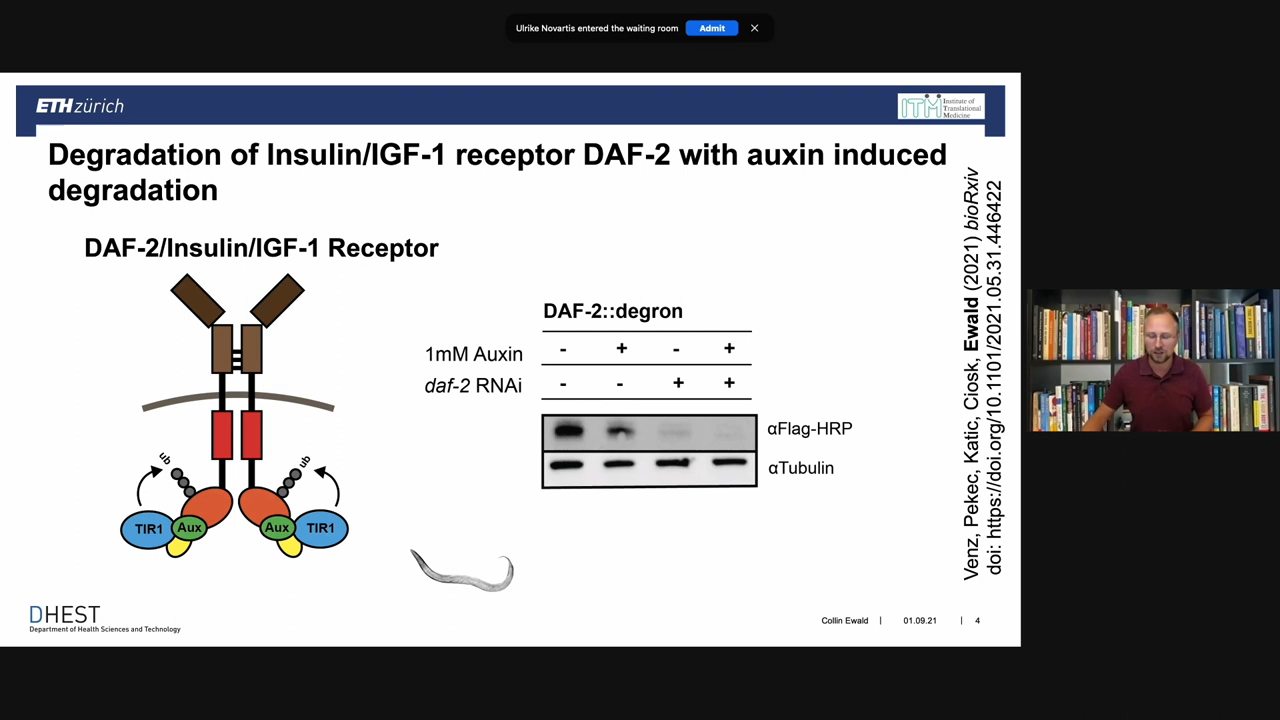 Ulrike Novartis entered the waiting room Admit
ETH zürich
ITM Institute of
Translational
Medicine
Degradation of Insulin/IGF-1 receptor DAF-2 with auxin induced
degradation
DAF-2/Insulin/IGF-1 Receptor
ub
ub
TIR1
Aux
Aux
TIR1
DAF-2::degron
1mM Auxin - + - +
daf-2 RNAi - - + +
αFlag-HRP
αTubulin
Venz, Pekec, Katic, Ciosk, Ewald (2021) bioRxiv
doi: https://doi.org/10.1101/2021.05.31.446422
DHEST
Department of Health Sciences and Technology
Collin Ewald | 01.09.21 | 4